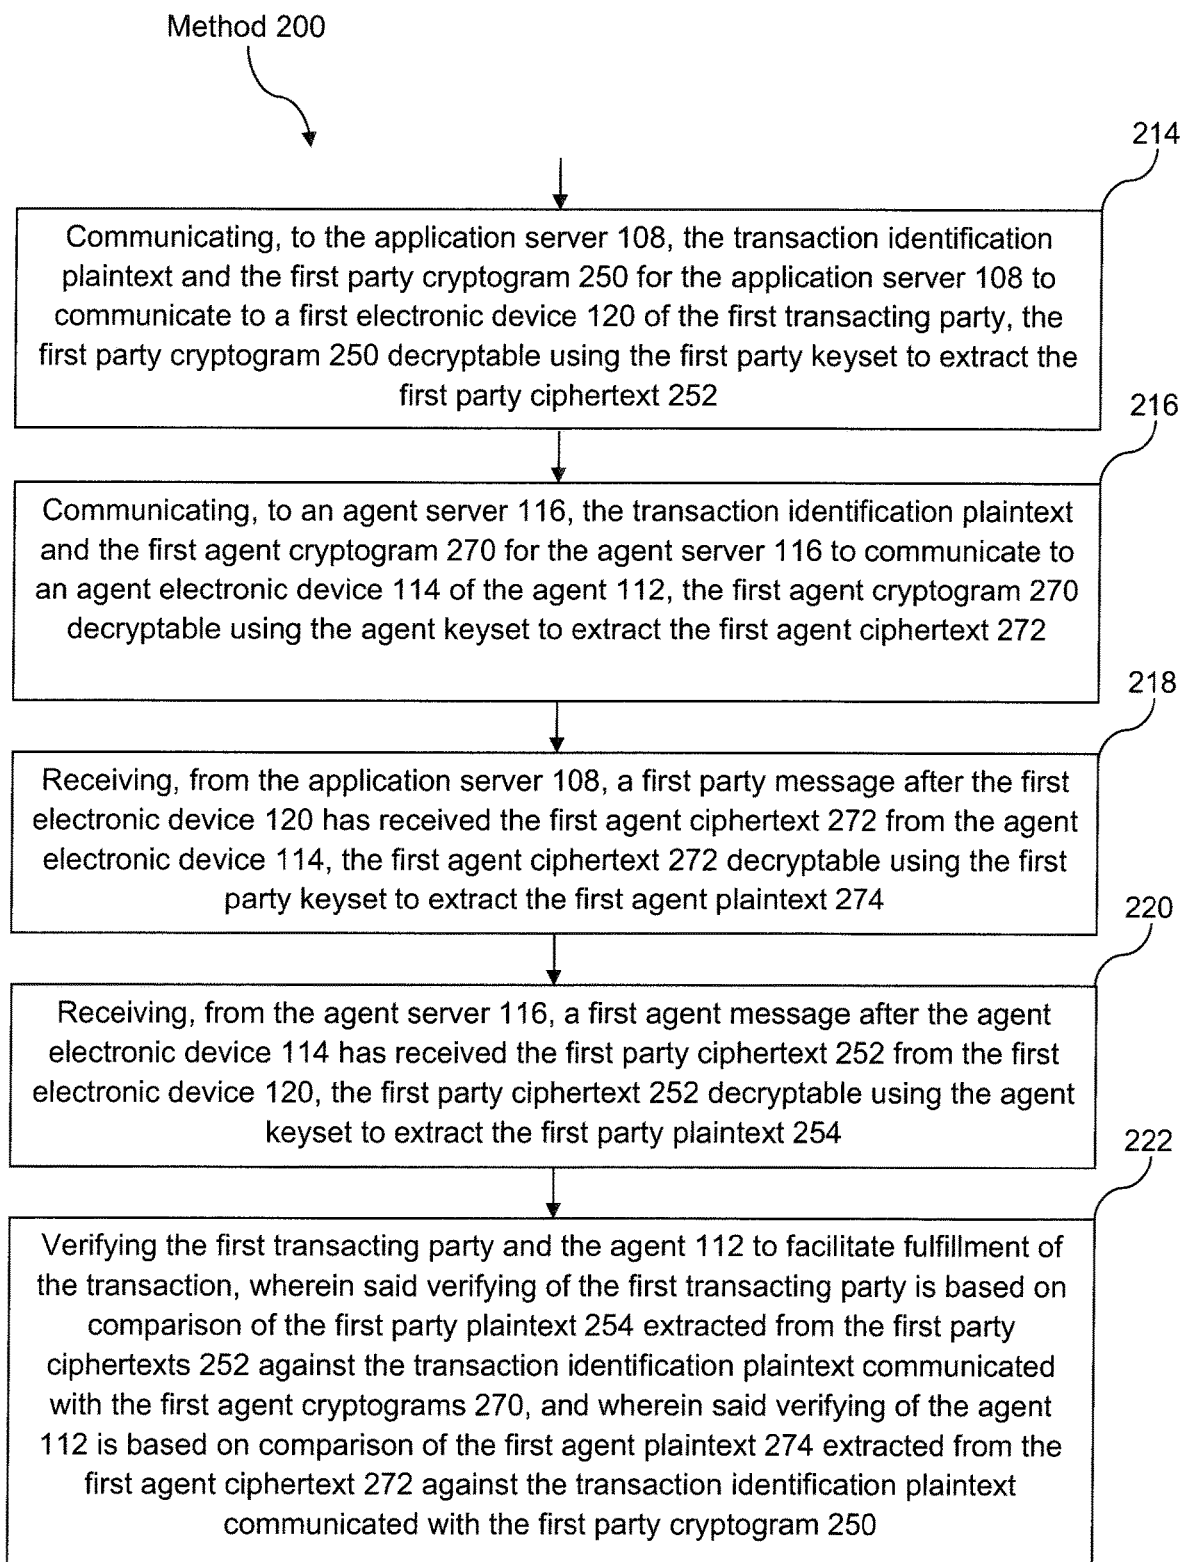 Method 200
214
Communicating, to the application server 108, the transaction identification
plaintext and the first party cryptogram 250 for the application server 108 to
communicate to a first electronic device 120 of the first transacting party, the
first party cryptogram 250 decryptable using the first party keyset to extract the
first party ciphertext 252
216
Communicating, to an agent server 116, the transaction identification plaintext
and the first agent cryptogram 270 for the agent server 116 to communicate to
an agent electronic device 114 of the agent 112, the first agent cryptogram 270
decryptable using the agent keyset to extract the first agent ciphertext 272
218
Receiving, from the application server 108, a first party message after the first
electronic device 120 has received the first agent ciphertext 272 from the agent
electronic device 114, the first agent ciphertext 272 decryptable using the first
party keyset to extract the first agent plaintext 274
220
Receiving, from the agent server 116, a first agent message after the agent
electronic device 114 has received the first party ciphertext 252 from the first
electronic device 120, the first party ciphertext 252 decryptable using the agent
keyset to extract the first party plaintext 254
222
Verifying the first transacting party and the agent 112 to facilitate fulfillment of
the transaction, wherein said verifying of the first transacting party is based on
comparison of the first party plaintext 254 extracted from the first party
ciphertexts 252 against the transaction identification plaintext communicated
with the first agent cryptograms 270, and wherein said verifying of the agent
112 is based on comparison of the first agent plaintext 274 extracted from the
first agent ciphertext 272 against the transaction identification plaintext
communicated with the first party cryptogram 250